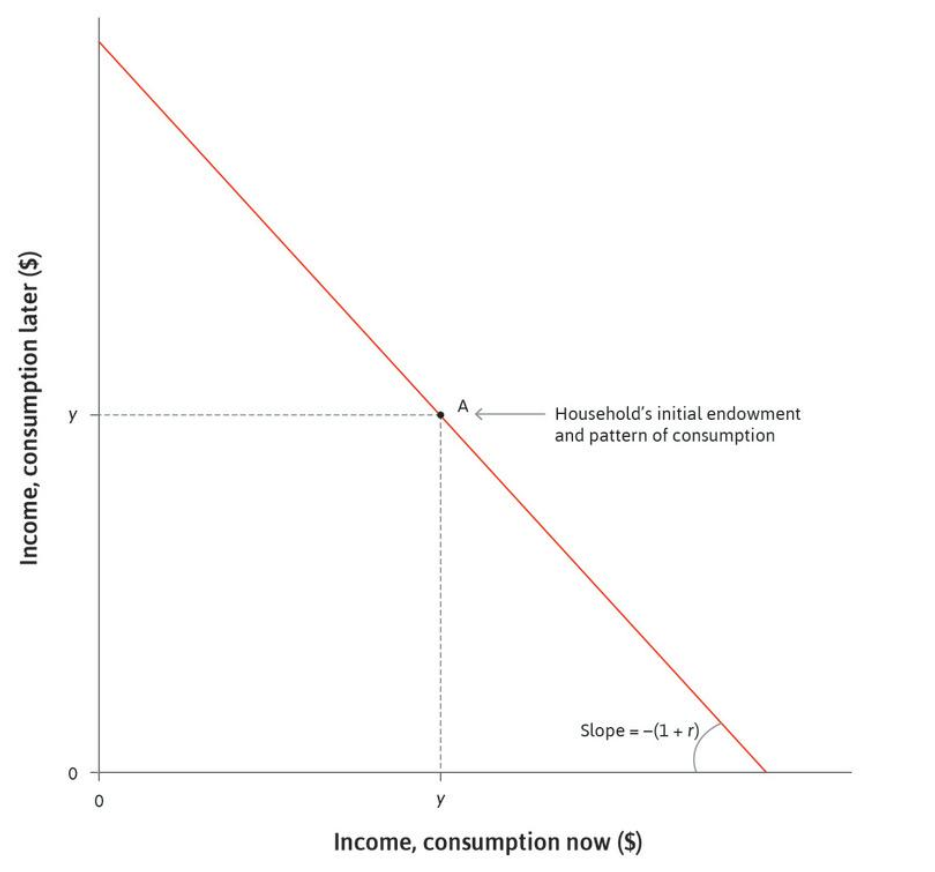 Income, consumption later ($)
y
A
Household’s initial endowment
and pattern of consumption
Slope = –(1 + r)
0
0
y
Income, consumption now ($)